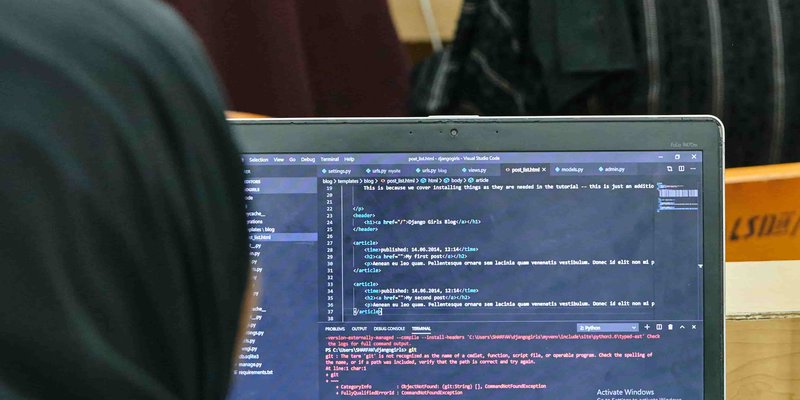 FULL HD 1920x1080
Selection View Go Debug Terminal Help
post_list.html - djangogirls - Visual Studio Code
settings.py urls.py mysite urls.py blog views.py post_list.html models.py admin.py
blog templates blog post_list.html html body article
19 This is because we cover installing things as they are needed in the tutorial -- this is just an additio
22 </p>
23 <header>
24 <h1><a href="/">Django Girls Blog</a></h1>
25 </header>
26
27 <article>
28 <time>published: 14.06.2014, 12:14</time>
29 <h2><a href="">My first post</a></h2>
30 <p>Aenean eu leo quam. Pellentesque ornare sem lacinia quam venenatis vestibulum. Donec id elit non mi p
31 </article>
32
33 <article>
34 <time>published: 14.06.2014, 12:14</time>
35 <h2><a href="">My second post</a></h2>
36 <p>Aenean eu leo quam. Pellentesque ornare sem lacinia quam venenatis vestibulum. Donec id elit non mi p
37 </article>
38
PROBLEMS OUTPUT DEBUG CONSOLE TERMINAL
Python
-version-externally-managed --compile --install-headers 'C:\Users\SHARFAW\djangogirls\myvenv\include\site\python3.6\typed-ast' Check
the logs for full command output.
PS C:\Users\SHARFAW\djangogirls> git
git : The term 'git' is not recognized as the name of a cmdlet, function, script file, or operable program. Check the spelling of
the name, or if a path was included, verify that the path is correct and try again.
At line:1 char:1
+ git
+ ~~~
+ CategoryInfo : ObjectNotFound: (git:String) [], CommandNotFoundException
+ FullyQualifiedErrorId : CommandNotFoundException
Activate Windows